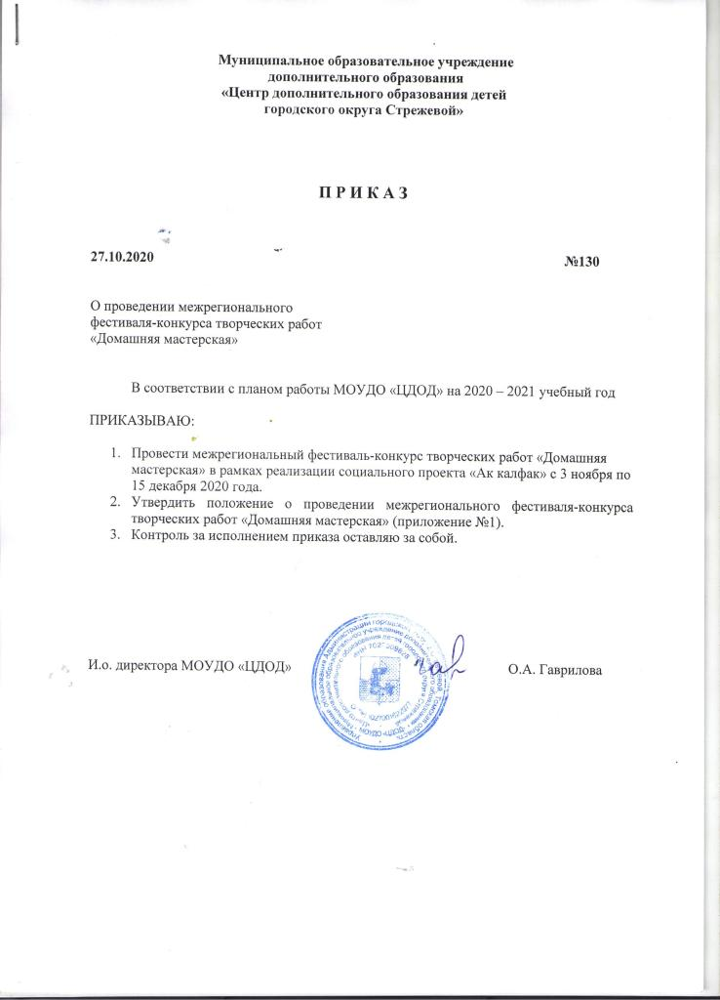 Муниципальное образовательное учреждение
дополнительного образования
«Центр дополнительного образования детей
городского округа Стрежевой»
П Р И К А З
27.10.2020 №130
О проведении межрегионального
фестиваля-конкурса творческих работ
«Домашняя мастерская»
В соответствии с планом работы МОУДО «ЦДОД» на 2020 – 2021 учебный год
ПРИКАЗЫВАЮ:
1. Провести межрегиональный фестиваль-конкурс творческих работ «Домашняя
мастерская» в рамках реализации социального проекта «Ак калфак» с 3 ноября по
15 декабря 2020 года.
2. Утвердить положение о проведении межрегионального фестиваля-конкурса
творческих работ «Домашняя мастерская» (приложение №1).
3. Контроль за исполнением приказа оставляю за собой.
И.о. директора МОУДО «ЦДОД» О.А. Гаврилова
МОУДО «ЦДОД»